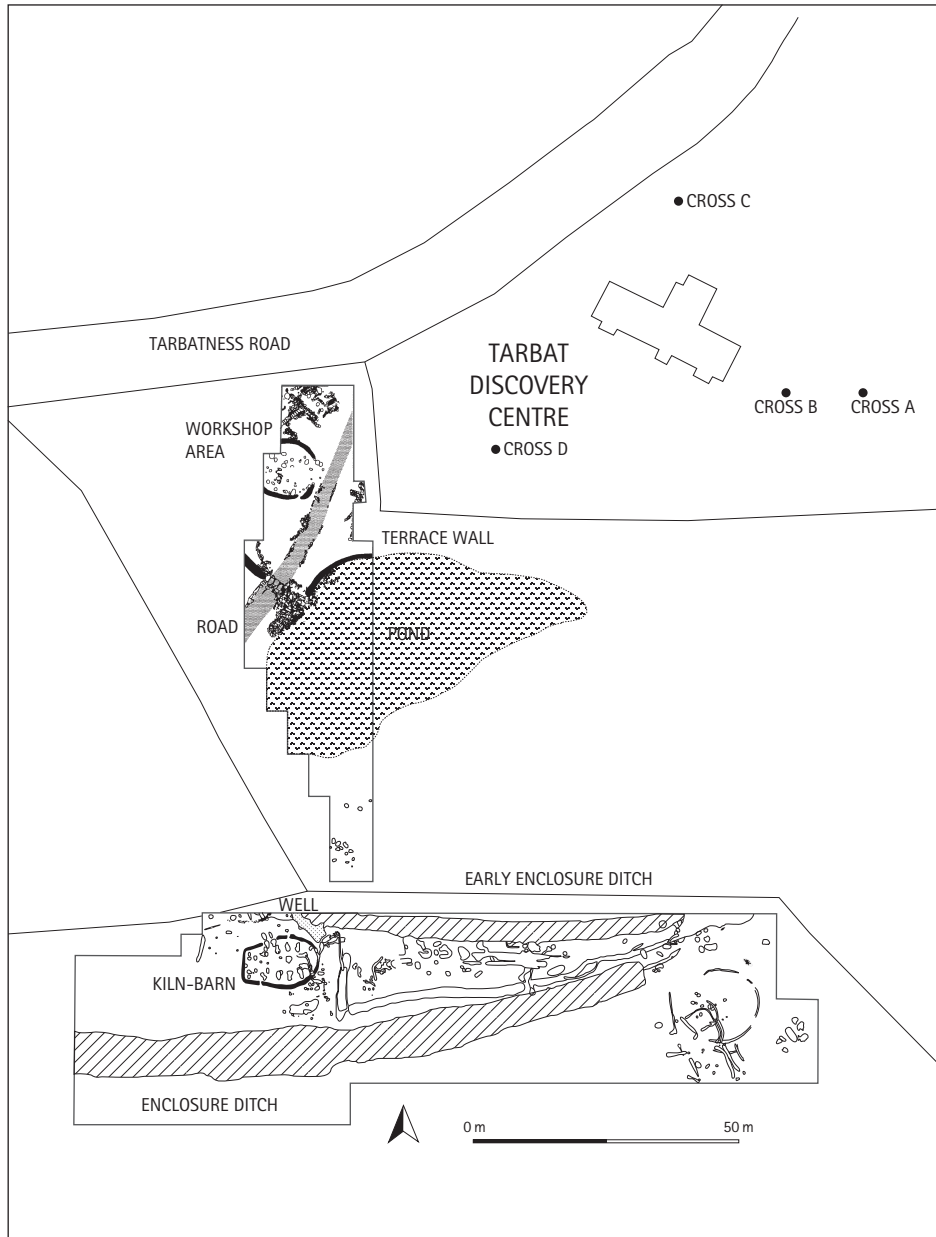 CROSS C
TARBATNESS ROAD
TARBAT
DISCOVERY
CENTRE
CROSS B
CROSS A
WORKSHOP
AREA
CROSS D
TERRACE WALL
ROAD
POND
EARLY ENCLOSURE DITCH
WELL
KILN-BARN
ENCLOSURE DITCH
0 m
50 m